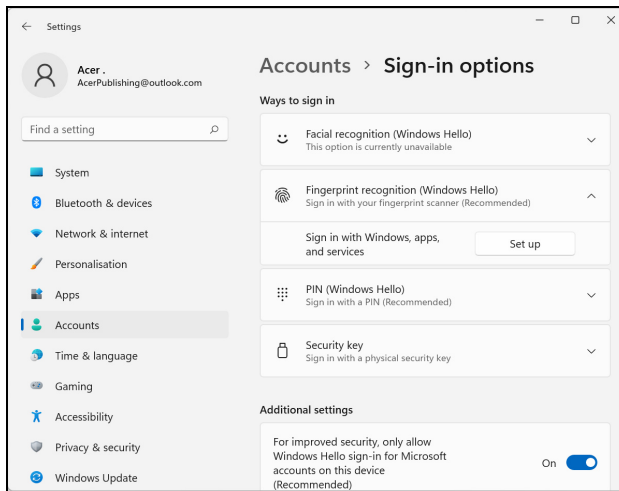 Settings
Acer .
AcerPublishing@outlook.com
Find a setting
System
Bluetooth & devices
Network & internet
Personalisation
Apps
Accounts
Time & language
Gaming
Accessibility
Privacy & security
Windows Update
Accounts > Sign-in options
Ways to sign in
Facial recognition (Windows Hello)
This option is currently unavailable
Fingerprint recognition (Windows Hello)
Sign in with your fingerprint scanner (Recommended)
Sign in with Windows, apps,
and services
Set up
PIN (Windows Hello)
Sign in with a PIN (Recommended)
Security key
Sign in with a physical security key
Additional settings
For improved security, only allow
Windows Hello sign-in for Microsoft
accounts on this device
(Recommended)
On